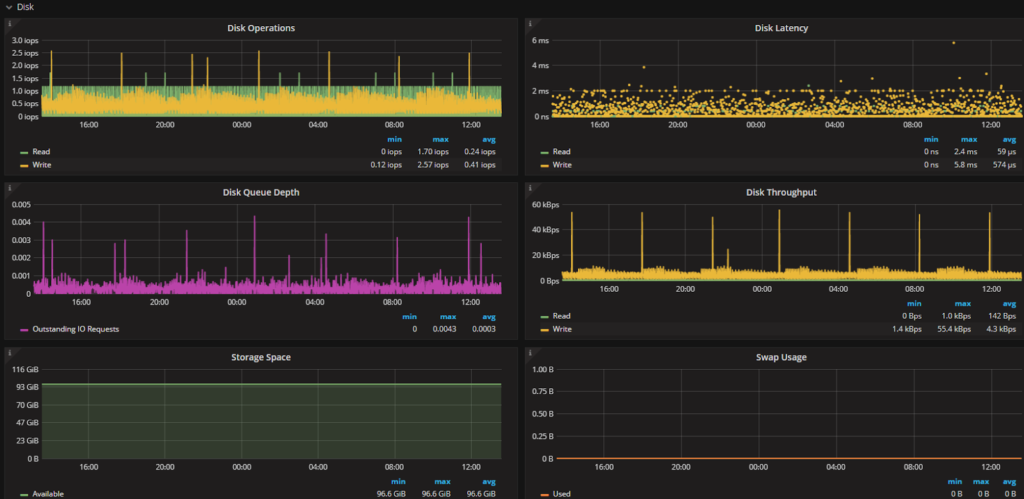 Disk
Disk Operations
3.0 iops
2.5 iops
2.0 iops
1.5 iops
1.0 iops
0.5 iops
0 iops
16:00 20:00 00:00 04:00 08:00 12:00
min max avg
Read 0 iops 1.70 iops 0.24 iops
Write 0.12 iops 2.57 iops 0.41 iops
Disk Latency
6 ms
4 ms
2 ms
0 ns
16:00 20:00 00:00 04:00 08:00 12:00
min max avg
Read 0 ns 2.4 ms 59 µs
Write 0 ns 5.8 ms 574 µs
Disk Queue Depth
0.005
0.004
0.003
0.002
0.001
0
16:00 20:00 00:00 04:00 08:00 12:00
min max avg
Outstanding IO Requests 0 0.0043 0.0003
Disk Throughput
60 kBps
40 kBps
20 kBps
0 Bps
16:00 20:00 00:00 04:00 08:00 12:00
min max avg
Read 0 Bps 1.0 kBps 142 Bps
Write 1.4 kBps 55.4 kBps 4.3 kBps
Storage Space
116 GiB
93 GiB
70 GiB
47 GiB
23 GiB
0 B
16:00 20:00 00:00 04:00 08:00 12:00
min max avg
Available 96.6 GiB 96.6 GiB 96.6 GiB
Swap Usage
1.00 B
0.75 B
0.50 B
0.25 B
0 B
16:00 20:00 00:00 04:00 08:00 12:00
min max avg
Used 0 B 0 B 0 B